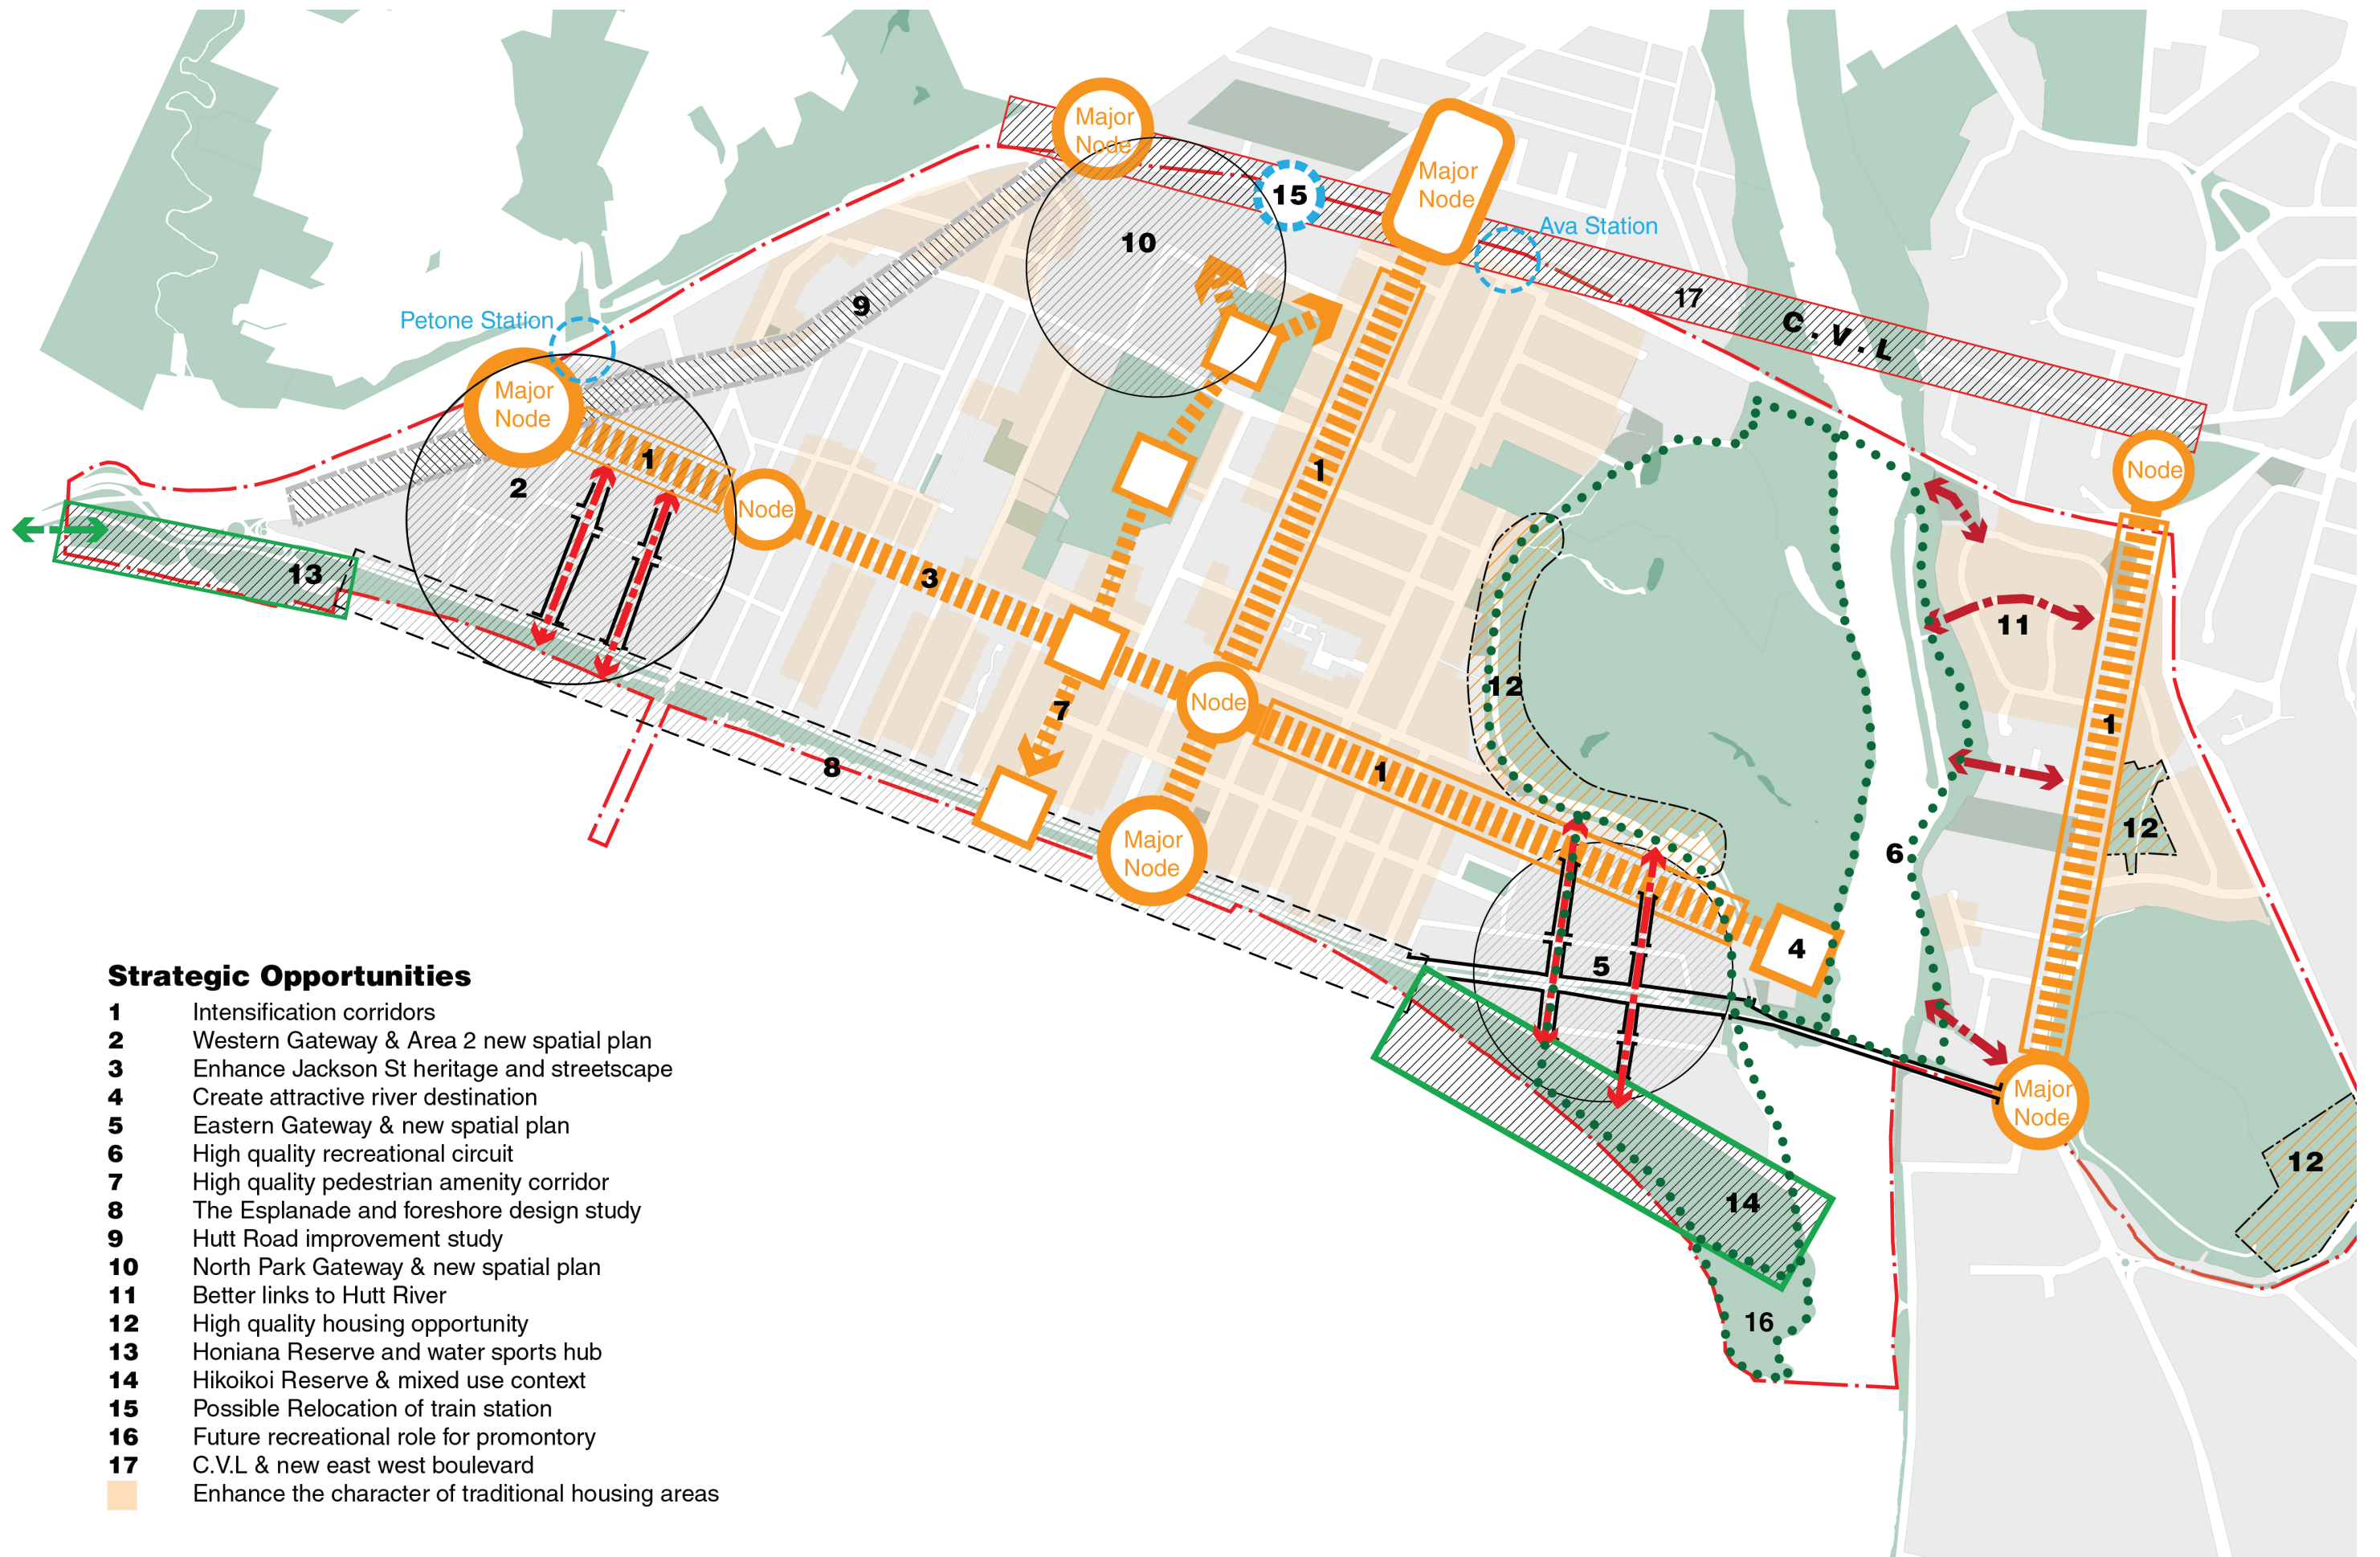 Major
Node
Major
Node
15
Ava Station
10
17
C.V.L
9
Petone Station
Major
Node
1
2
1
Node
Node
3
13
11
12
7
Node
1
1
8
12
6
Major
Node
4
5
Major
Node
12
14
16
Strategic Opportunities
1 Intensification corridors
2 Western Gateway & Area 2 new spatial plan
3 Enhance Jackson St heritage and streetscape
4 Create attractive river destination
5 Eastern Gateway & new spatial plan
6 High quality recreational circuit
7 High quality pedestrian amenity corridor
8 The Esplanade and foreshore design study
9 Hutt Road improvement study
10 North Park Gateway & new spatial plan
11 Better links to Hutt River
12 High quality housing opportunity
13 Honiana Reserve and water sports hub
14 Hikoikoi Reserve & mixed use context
15 Possible Relocation of train station
16 Future recreational role for promontory
17 C.V.L & new east west boulevard
Enhance the character of traditional housing areas